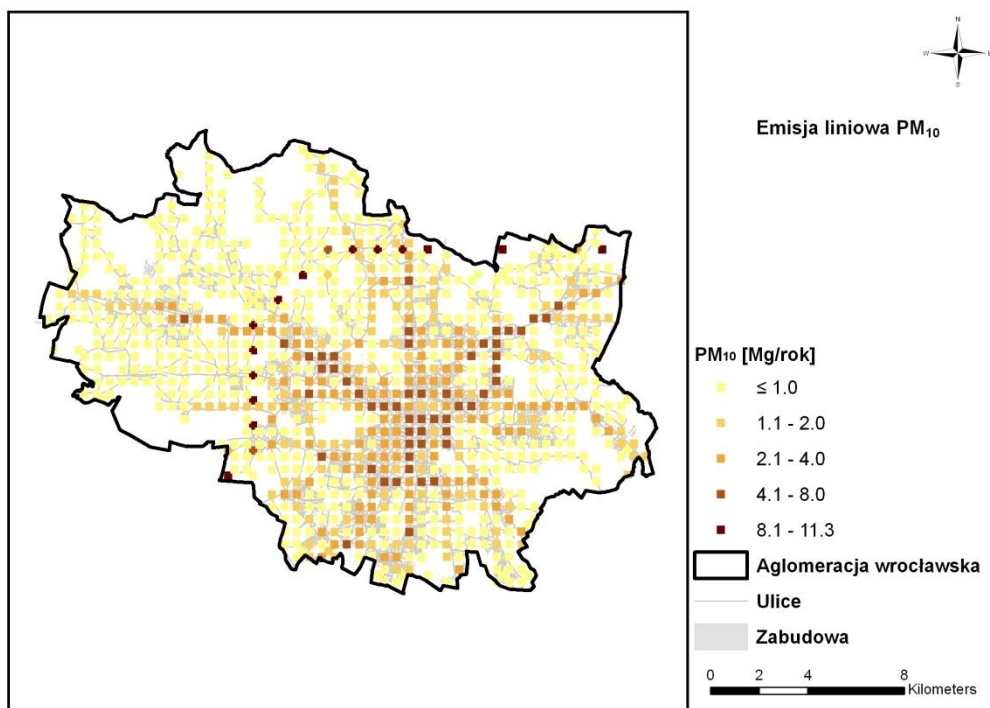 N
W
E
S
Emisja liniowa PM₁₀
PM₁₀ [Mg/rok]
≤ 1.0
1.1 - 2.0
2.1 - 4.0
4.1 - 8.0
8.1 - 11.3
Aglomeracja wrocławska
Ulice
Zabudowa
0 2 4 8
Kilometers